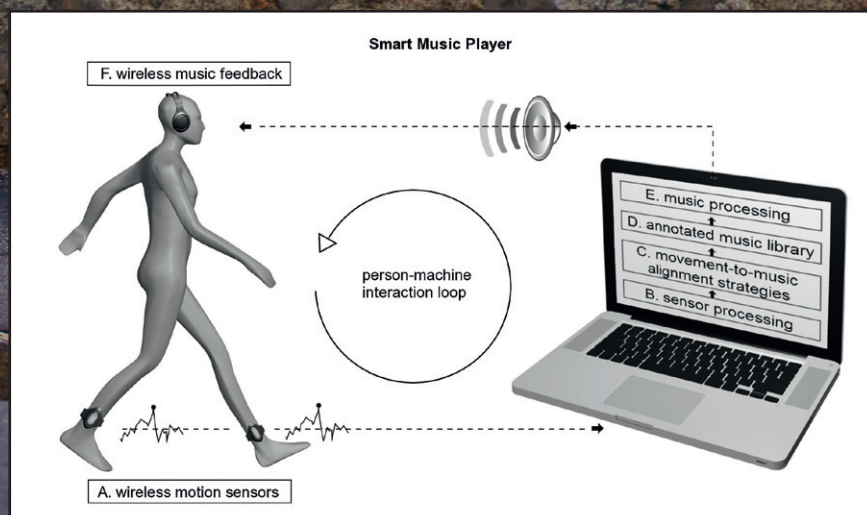 Smart Music Player
F. wireless music feedback
E. music processing
D. annotated music library
C. movement-to-music
alignment strategies
B. sensor processing
person-machine
interaction loop
A. wireless motion sensors